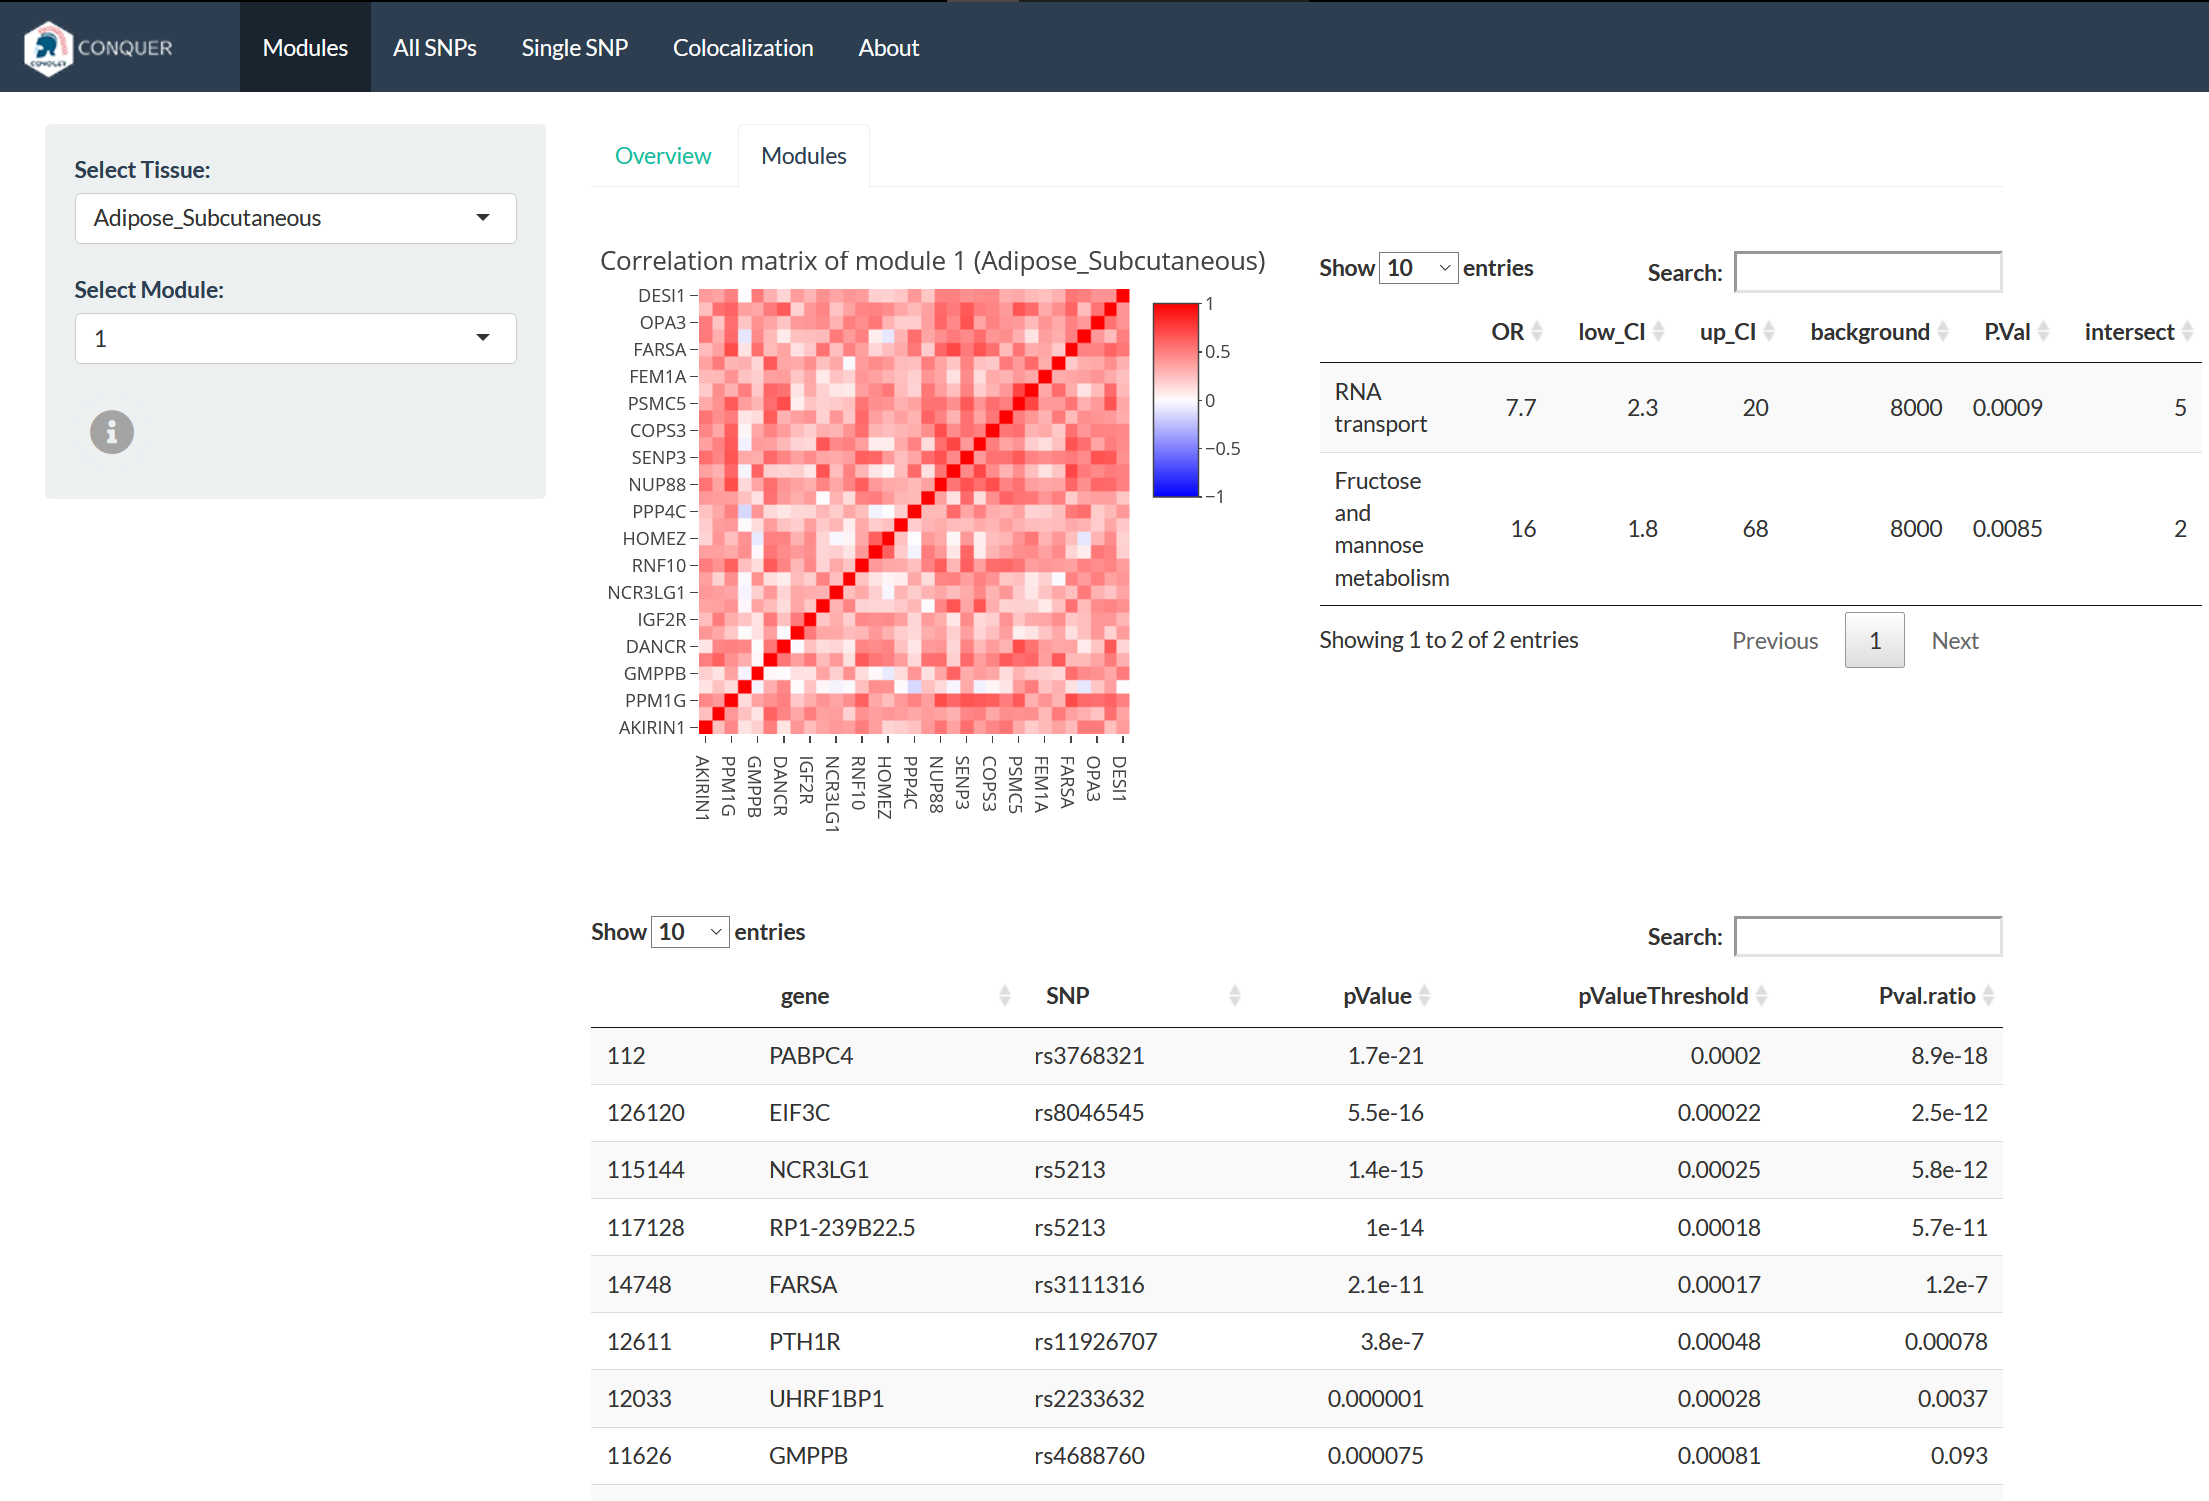 CONQUER
CONQUER
Modules
All SNPs
Single SNP
Colocalization
About
Select Tissue:
Adipose_Subcutaneous
Select Module:
1
i
Overview
Modules
Correlation matrix of module 1 (Adipose_Subcutaneous)
DESI1
OPA3
FARSA
FEM1A
PSMC5
COPS3
SENP3
NUP88
PPP4C
HOMEZ
RNF10
NCR3LG1
IGF2R
DANCR
GMPPB
PPM1G
AKIRIN1
AKIRIN1
PPM1G
GMPPB
DANCR
IGF2R
NCR3LG1
RNF10
HOMEZ
PPP4C
NUP88
SENP3
COPS3
PSMC5
FEM1A
FARSA
OPA3
DESI1
1
0.5
0
−0.5
−1
Show 10 entries
Search:
OR low_CI up_CI background P.Val intersect
RNA
transport
7.7 2.3 20 8000 0.0009 5
Fructose
and
mannose
metabolism
16 1.8 68 8000 0.0085 2
Showing 1 to 2 of 2 entries
Previous 1 Next
Show 10 entries
Search:
gene SNP pValue pValueThreshold Pval.ratio
112 PABPC4 rs3768321 1.7e-21 0.0002 8.9e-18
126120 EIF3C rs8046545 5.5e-16 0.00022 2.5e-12
115144 NCR3LG1 rs5213 1.4e-15 0.00025 5.8e-12
117128 RP1-239B22.5 rs5213 1e-14 0.00018 5.7e-11
14748 FARSA rs3111316 2.1e-11 0.00017 1.2e-7
12611 PTH1R rs11926707 3.8e-7 0.00048 0.00078
12033 UHRF1BP1 rs2233632 0.000001 0.00028 0.0037
11626 GMPPB rs4688760 0.000075 0.00081 0.093